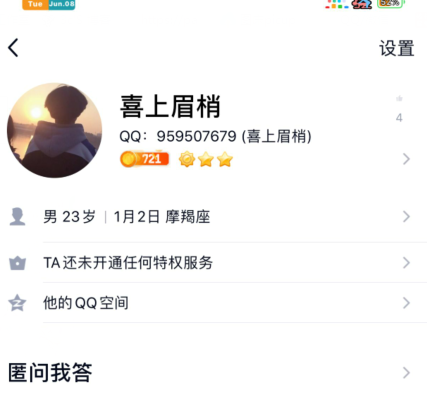 Tue Jun.08
52%
设置
喜上眉梢
4
QQ：959507679 (喜上眉梢)
721
男 23岁 | 1月2日 摩羯座
TA还未开通任何特权服务
他的QQ空间
匿问我答